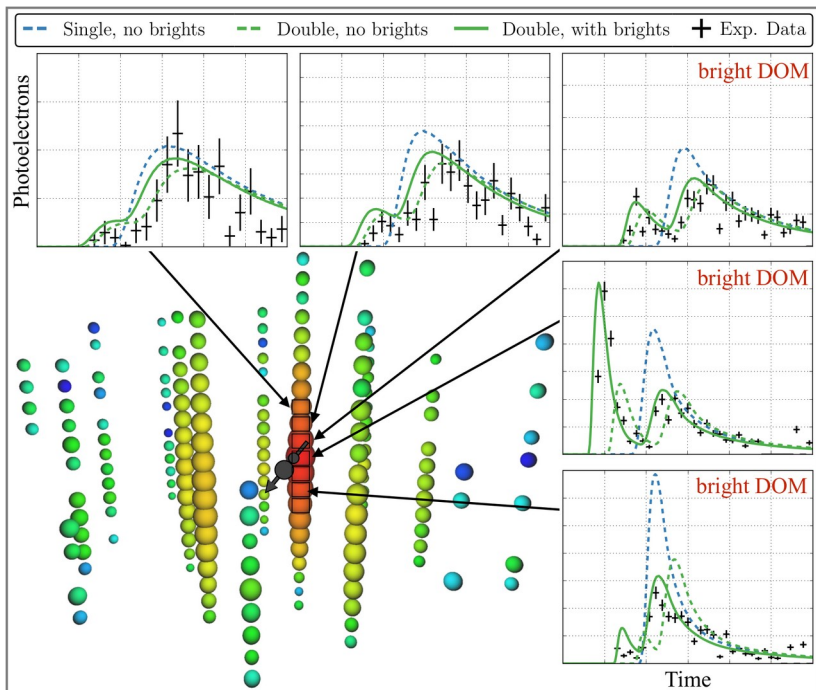 Single, no brights Double, no brights Double, with brights Exp. Data
Photoelectrons
bright DOM
bright DOM
bright DOM
Time